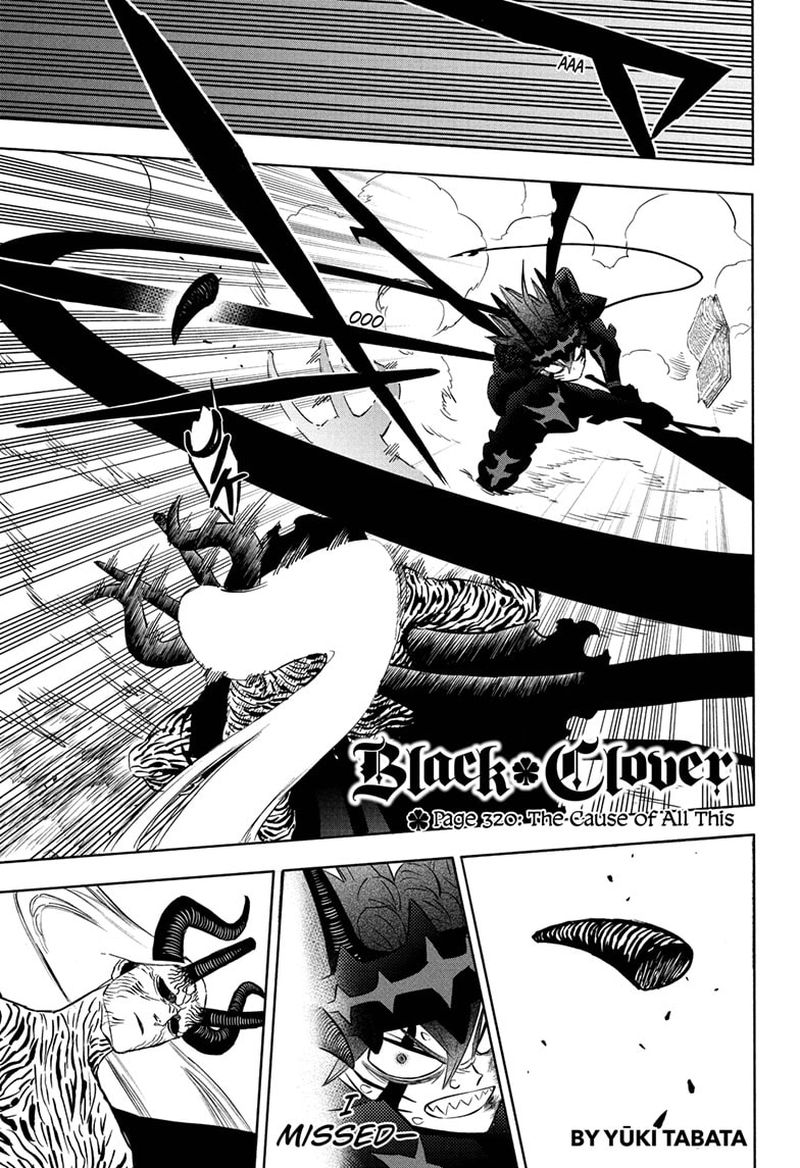 AAA—
OOO
Black Clover
Page 320: The Cause of All This
I
MISSED—
BY YŪKI TABATA